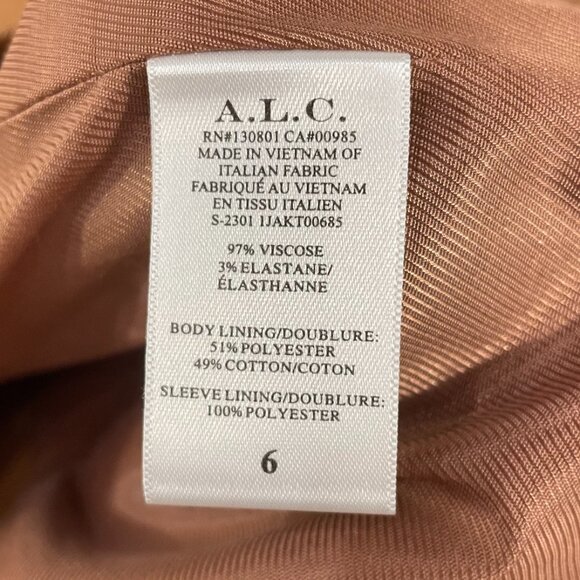 A.L.C.
RN#130801 CA#00985
MADE IN VIETNAM OF
ITALIAN FABRIC
FABRIQUÉ AU VIETNAM
EN TISSU ITALIEN
S-2301 1JAKT00685
97% VISCOSE
3% ELASTANE/
ÉLASTHANNE
BODY LINING/DOUBLURE:
51% POLYESTER
49% COTTON/COTON
SLEEVE LINING/DOUBLURE:
100% POLYESTER
6